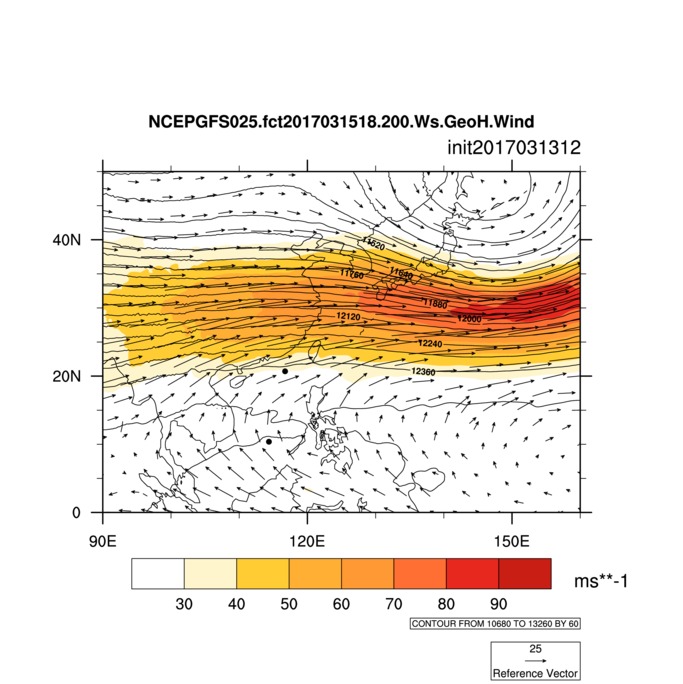 NCEPGFS025.fct2017031518.200.Ws.GeoH.Wind
init2017031312
40N
11520
11760
11640
11880
12120
12000
12240
20N
12360
0
90E 120E 150E
ms**-1
30 40 50 60 70 80 90
CONTOUR FROM 10680 TO 13260 BY 60
25
Reference Vector